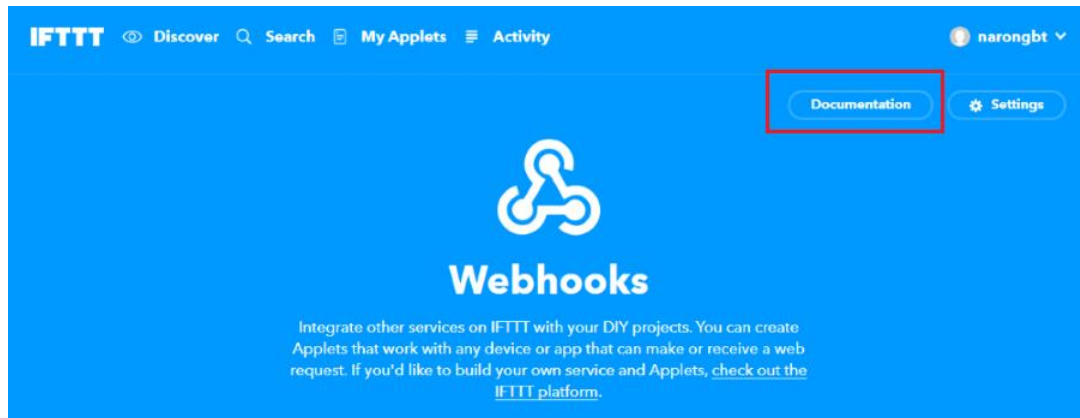 IFTTT Discover Search My Applets Activity narongbt
Documentation Settings
Webhooks
Integrate other services on IFTTT with your DIY projects. You can create
Applets that work with any device or app that can make or receive a web
request. If you'd like to build your own service and Applets, check out the
IFTTT platform.